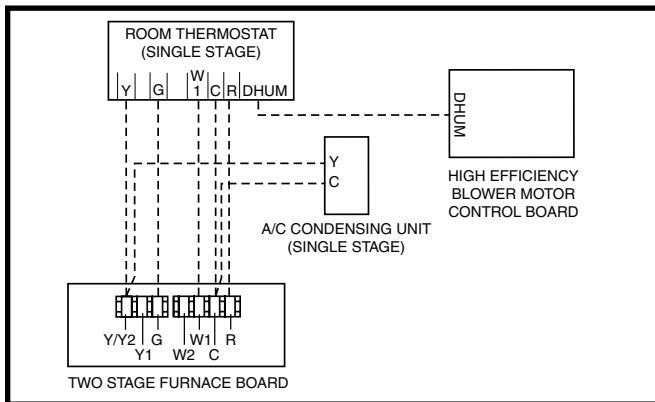 ROOM THERMOSTAT
(SINGLE STAGE)
Y G W1 C R DHUM
DHUM
Y
C
HIGH EFFICIENCY
BLOWER MOTOR
CONTROL BOARD
A/C CONDENSING UNIT
(SINGLE STAGE)
Y/Y2 G W1 R
Y1 W2 C
TWO STAGE FURNACE BOARD